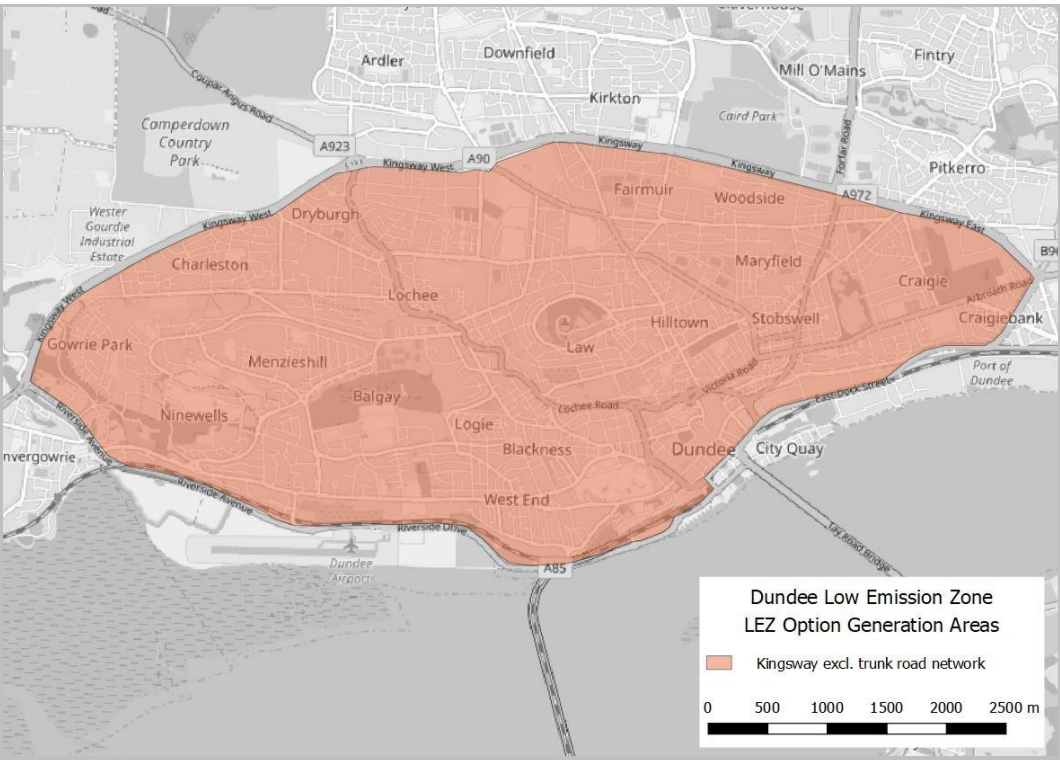 Ardler
Downfield
Fintry
Mill O'Mains
Kirkton
Coupar Angus Road
Caird Park
Camperdown
Country
Park
A923
Kingsway West
A90
Kingsway
Kingsway
Forfar Road
Pitkerro
Fairmuir
Woodside
A972
Kingsway East
Wester
Gourdie
Industrial
Estate
Kingsway West
Dryburgh
Charleston
Maryfield
Craigie
Arbroath Road
Kingsway West
Lochee
Hilltown
Stobswell
Craigiebank
Gowrie Park
Menzieshill
Law
Victoria Road
Port of
Dundee
East Dock Street
Balgay
Lochee Road
Ninewells
Riverside Avenue
Logie
Blackness
Dundee
City Quay
nvergowrie
Riverside Avenue
West End
Riverside Drive
Tay Road Bridge
Dundee
Airport
A85
Dundee Low Emission Zone
LEZ Option Generation Areas
Kingsway excl. trunk road network
0 500 1000 1500 2000 2500 m